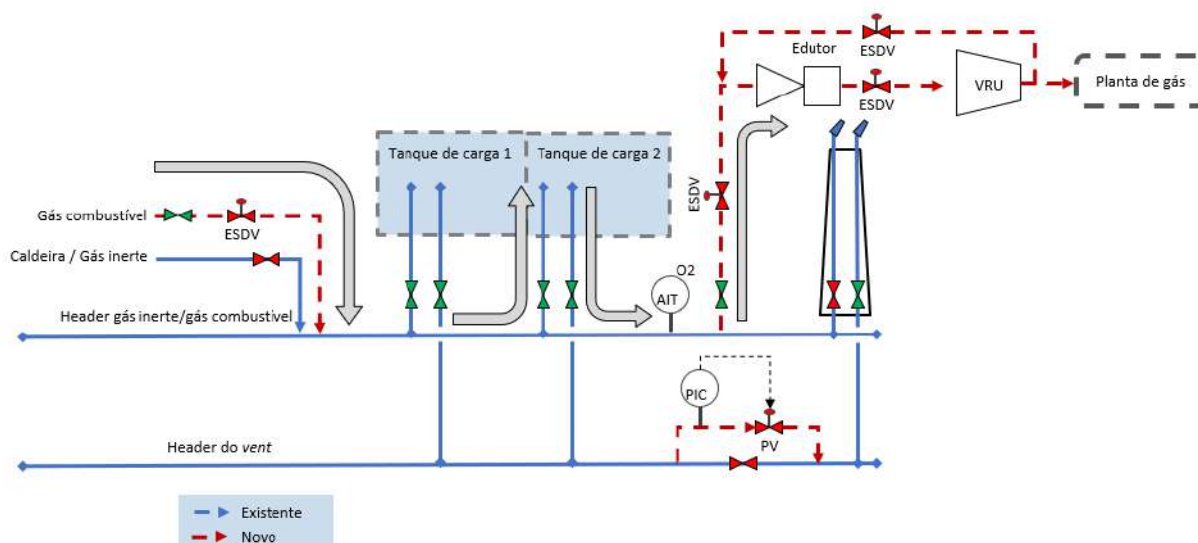 ESDV
Edutor
ESDV
VRU
Planta de gás
Tanque de carga 1
Tanque de carga 2
ESDV
Gás combustível
ESDV
Caldeira / Gás inerte
O2
AIT
Header gás inerte/gás combustível
PIC
PV
Header do vent
Existente
Novo